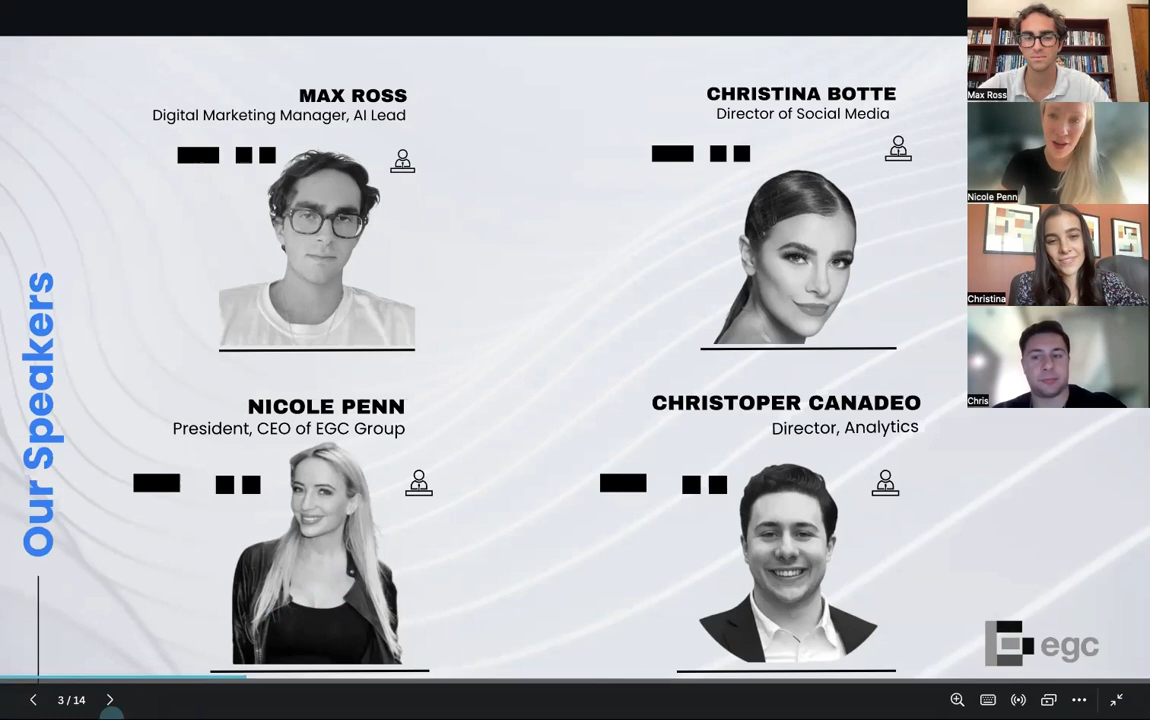 MAX ROSS
Digital Marketing Manager, AI Lead
CHRISTINA BOTTE
Director of Social Media
NICOLE PENN
President, CEO of EGC Group
CHRISTOPER CANADEO
Director, Analytics
Our Speakers
egc
Max Ross
Nicole Penn
Christina
Chris
3 / 14